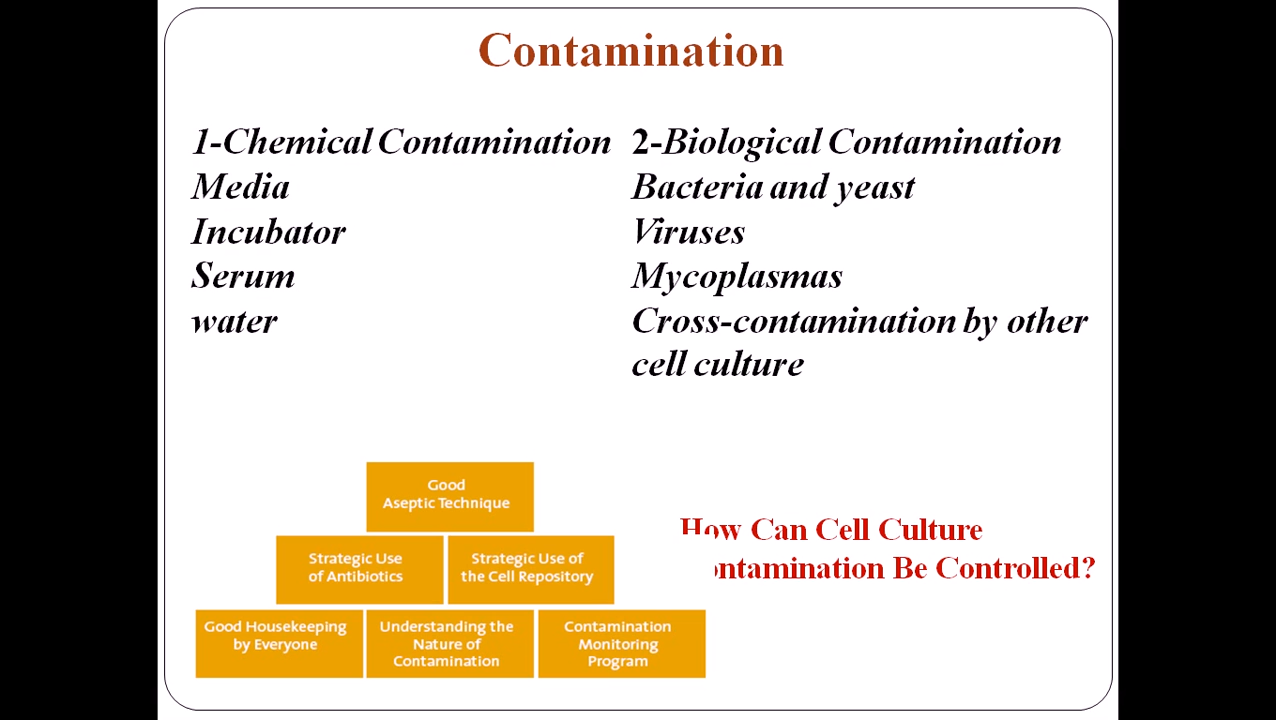 Contamination
1-Chemical Contamination
Media
Incubator
Serum
water
2-Biological Contamination
Bacteria and yeast
Viruses
Mycoplasmas
Cross-contamination by other
cell culture
Good
Aseptic Technique
Strategic Use
of Antibiotics
Strategic Use of
the Cell Repository
Good Housekeeping
by Everyone
Understanding the
Nature of
Contamination
Contamination
Monitoring
Program
How Can Cell Culture
ontamination Be Controlled?